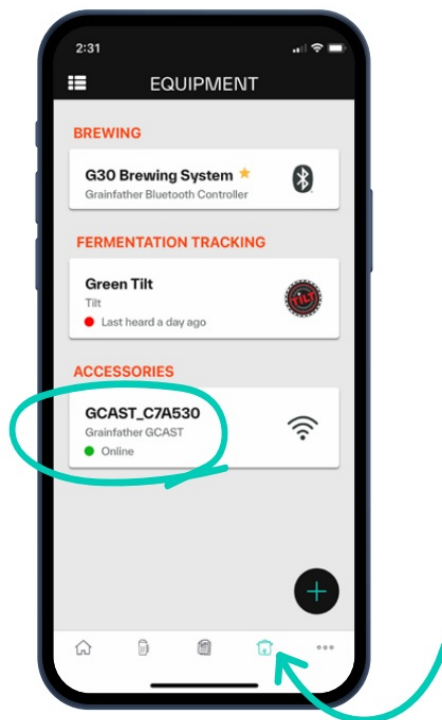 2:31
EQUIPMENT
BREWING
G30 Brewing System
Grainfather Bluetooth Controller
FERMENTATION TRACKING
Green Tilt
Tilt
TILT
Last heard a day ago
ACCESSORIES
GCAST_C7A530
Grainfather GCAST
Online